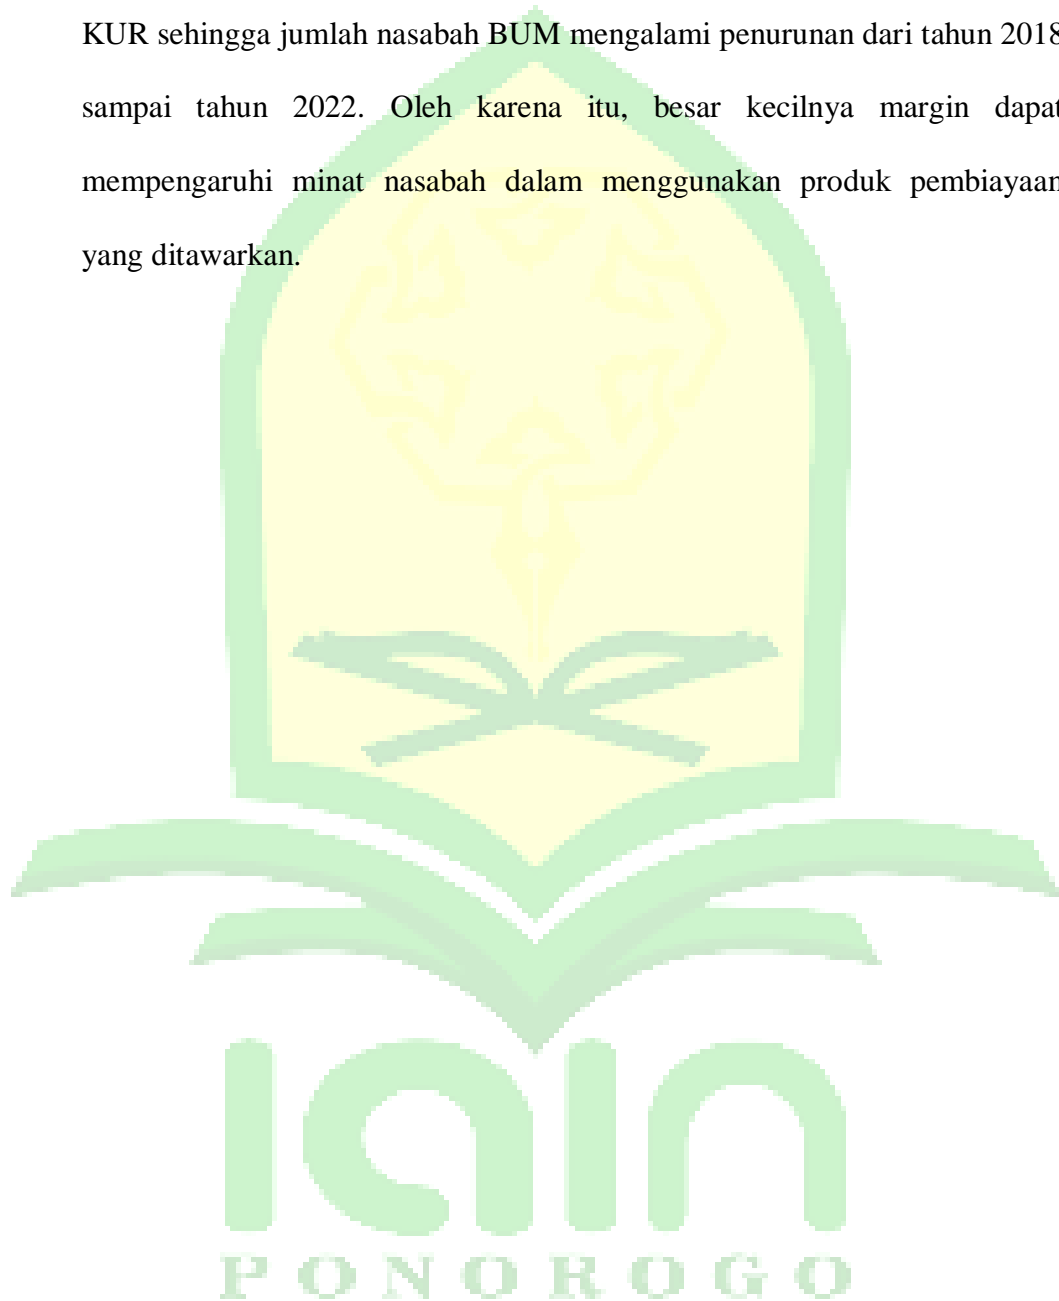 KUR sehingga jumlah nasabah BUM mengalami penurunan dari tahun 2018
sampai tahun 2022. Oleh karena itu, besar kecilnya margin dapat
mempengaruhi minat nasabah dalam menggunakan produk pembiayaan
yang ditawarkan.
iain
PONOROGO